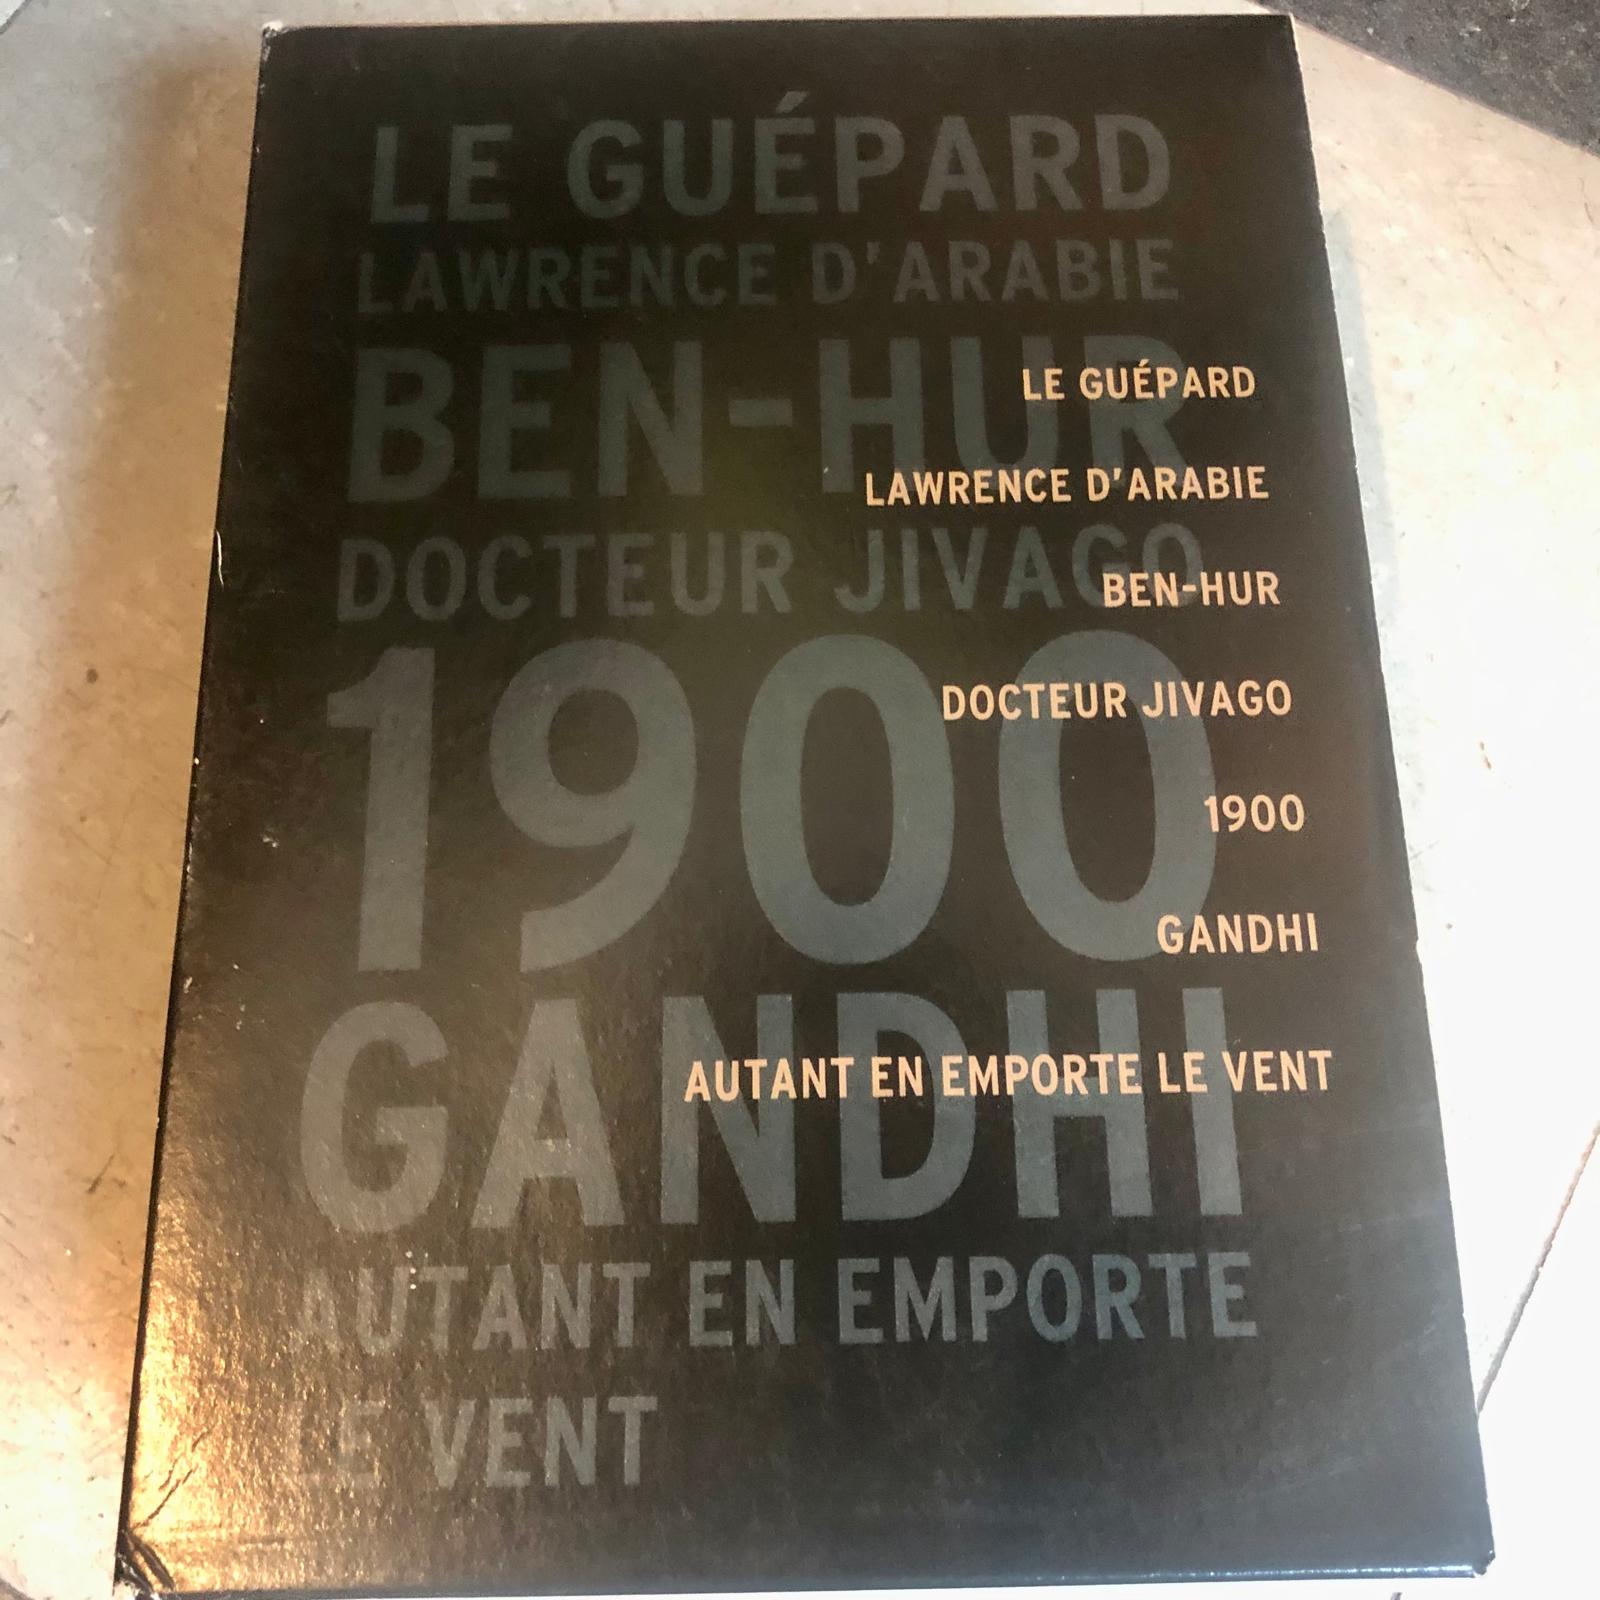 LE GUÉPARD
LAWRENCE D'ARABIE
BEN-HUR
DOCTEUR JIVAGO
1900
GANDHI
AUTANT EN EMPORTE
LE VENT
LE GUÉPARD
LAWRENCE D'ARABIE
BEN-HUR
DOCTEUR JIVAGO
1900
GANDHI
AUTANT EN EMPORTE LE VENT